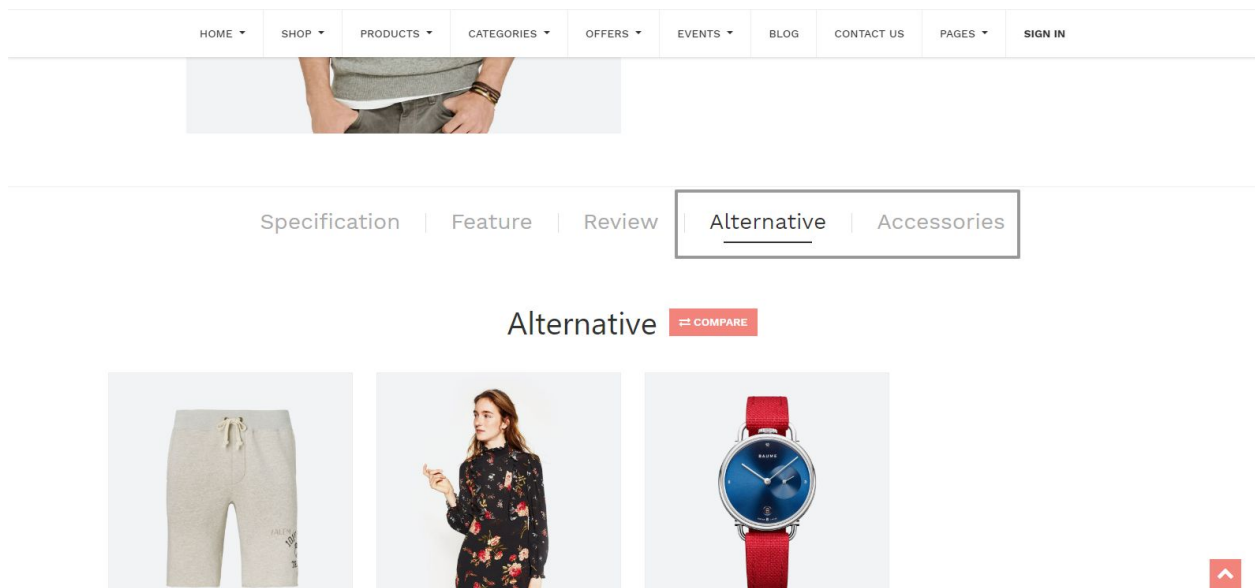 HOME SHOP PRODUCTS CATEGORIES OFFERS EVENTS BLOG CONTACT US PAGES SIGN IN
Specification Feature Review Alternative Accessories
Alternative COMPARE
BAUME